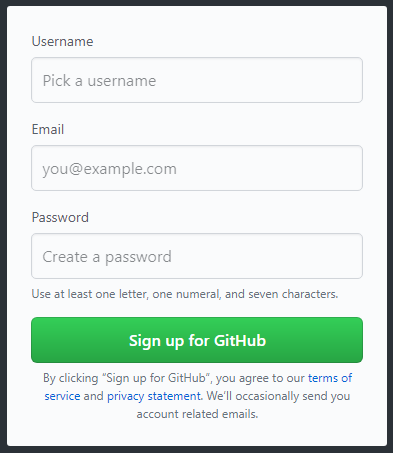 Username
Pick a username
Email
you@example.com
Password
Create a password
Use at least one letter, one numeral, and seven characters.
Sign up for GitHub
By clicking “Sign up for GitHub”, you agree to our terms of
service and privacy statement. We’ll occasionally send you
account related emails.